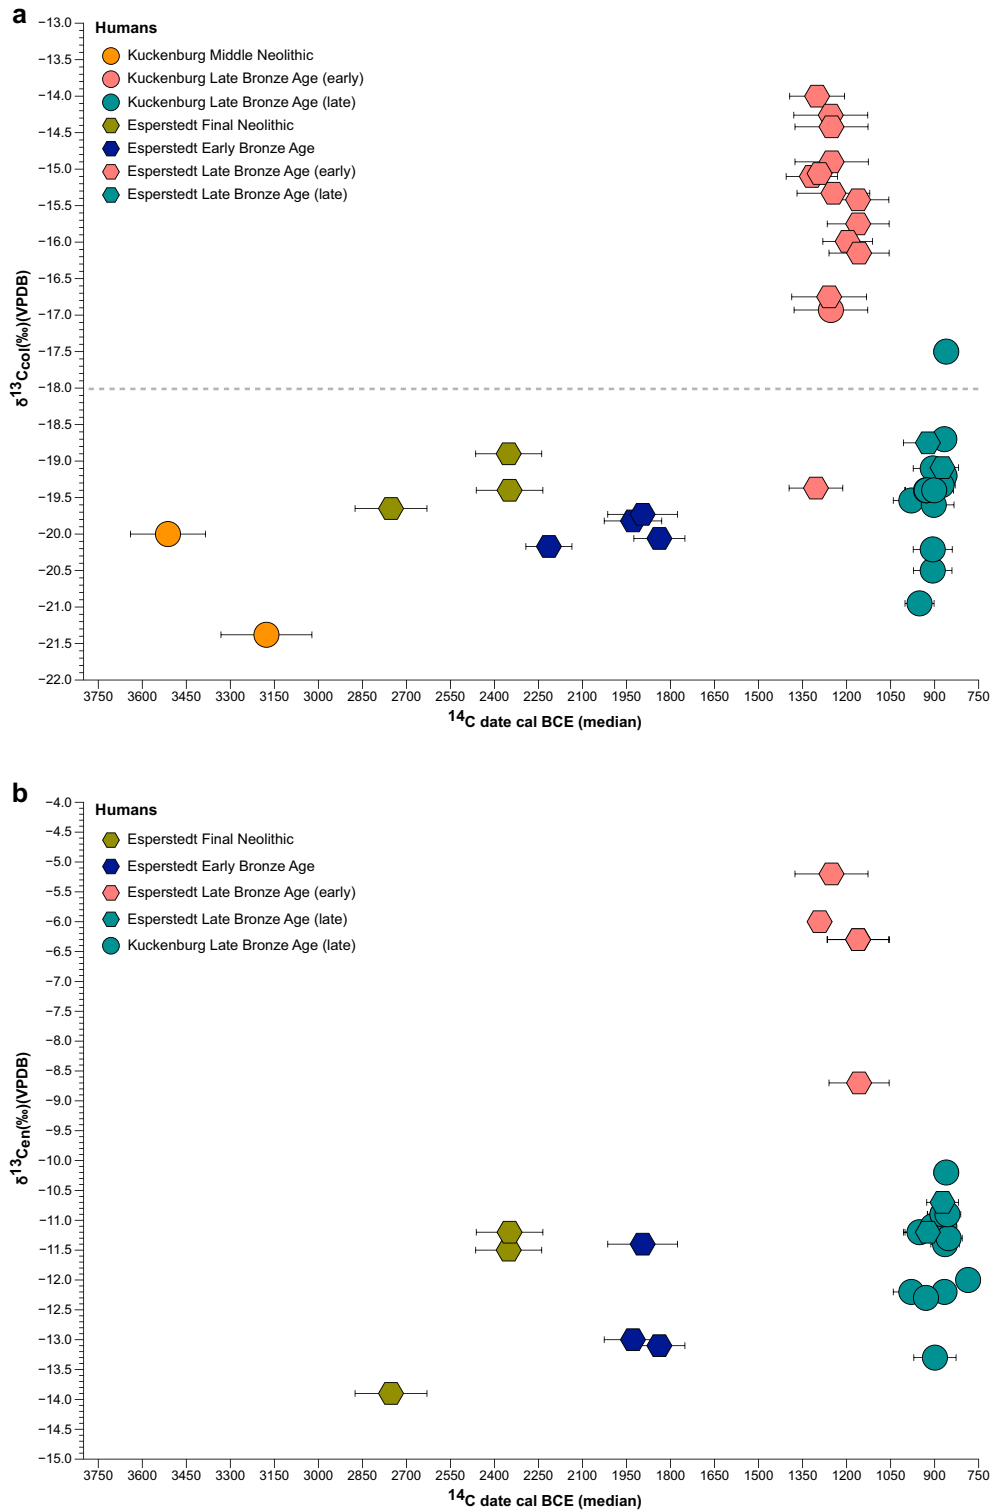 a
Humans
Kuckenburg Middle Neolithic
Kuckenburg Late Bronze Age (early)
Kuckenburg Late Bronze Age (late)
Esperstedt Final Neolithic
Esperstedt Early Bronze Age
Esperstedt Late Bronze Age (early)
Esperstedt Late Bronze Age (late)
−13.0
−13.5
−14.0
−14.5
−15.0
−15.5
−16.0
−16.5
−17.0
−17.5
−18.0
−18.5
−19.0
−19.5
−20.0
−20.5
−21.0
−21.5
−22.0
δ¹³Ccol(‰)(VPDB)
3750 3600 3450 3300 3150 3000 2850 2700 2550 2400 2250 2100 1950 1800 1650 1500 1350 1200 1050 900 750
¹⁴C date cal BCE (median)
b
Humans
Esperstedt Final Neolithic
Esperstedt Early Bronze Age
Esperstedt Late Bronze Age (early)
Esperstedt Late Bronze Age (late)
Kuckenburg Late Bronze Age (late)
−4.0
−4.5
−5.0
−5.5
−6.0
−6.5
−7.0
−7.5
−8.0
−8.5
−9.0
−9.5
−10.0
−10.5
−11.0
−11.5
−12.0
−12.5
−13.0
−13.5
−14.0
−14.5
−15.0
δ¹³Cen(‰)(VPDB)
3750 3600 3450 3300 3150 3000 2850 2700 2550 2400 2250 2100 1950 1800 1650 1500 1350 1200 1050 900 750
¹⁴C date cal BCE (median)